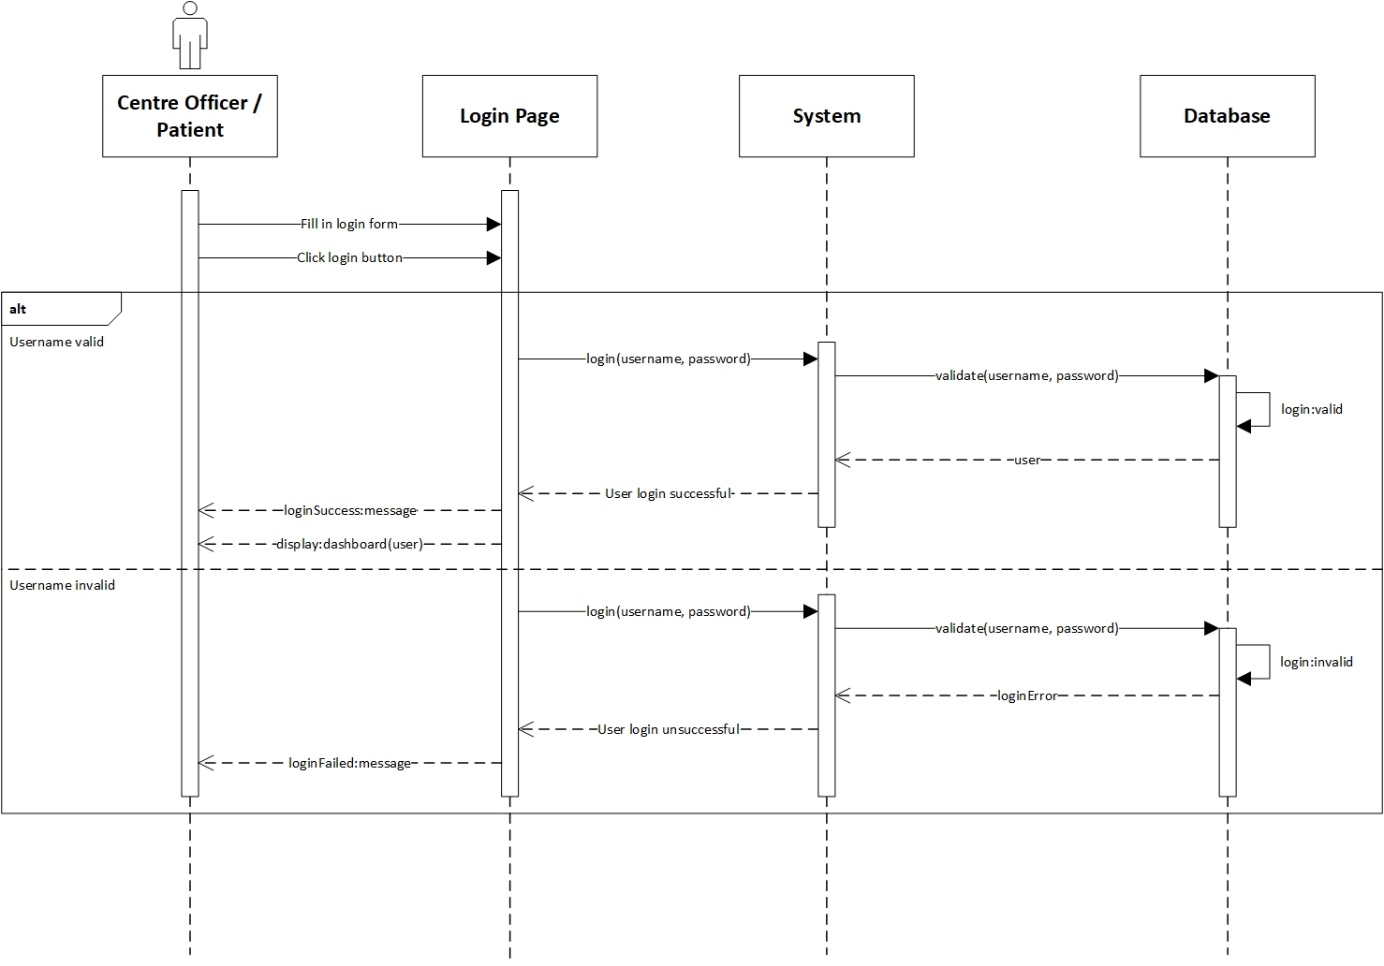 Centre Officer /
Patient
Login Page
System
Database
Fill in login form
Click login button
alt
Username valid
login(username, password)
validate(username, password)
login:valid
user
User login successful
loginSuccess:message
display:dashboard(user)
Username invalid
login(username, password)
validate(username, password)
login:invalid
loginError
User login unsuccessful
loginFailed:message